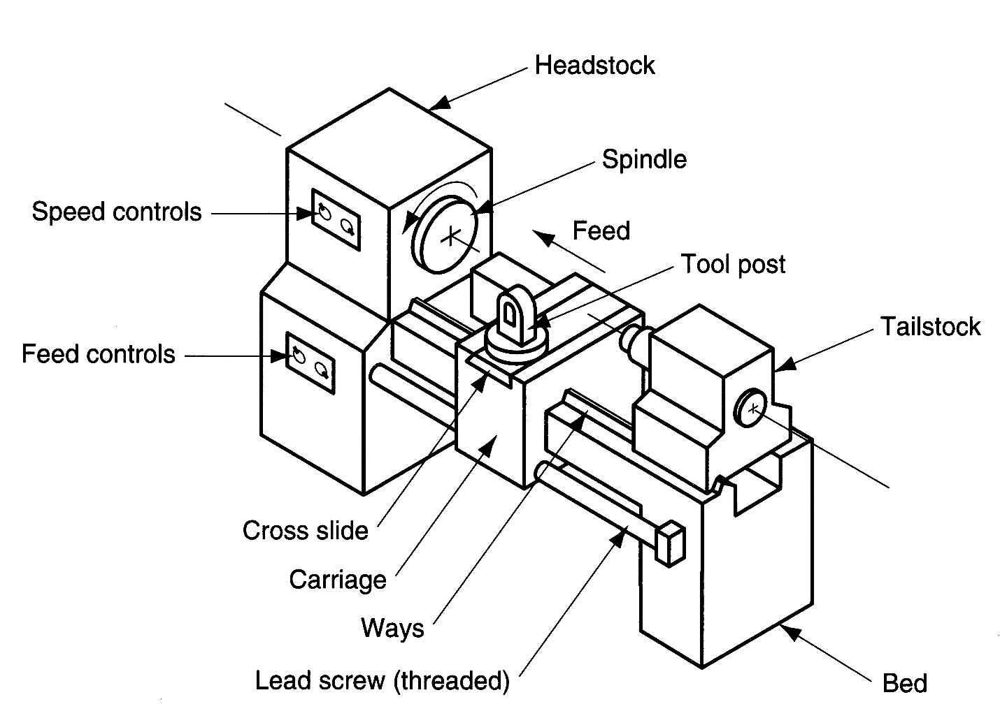 Headstock
Spindle
Speed controls
Feed
Tool post
Tailstock
Feed controls
Cross slide
Carriage
Ways
Lead screw (threaded)
Bed